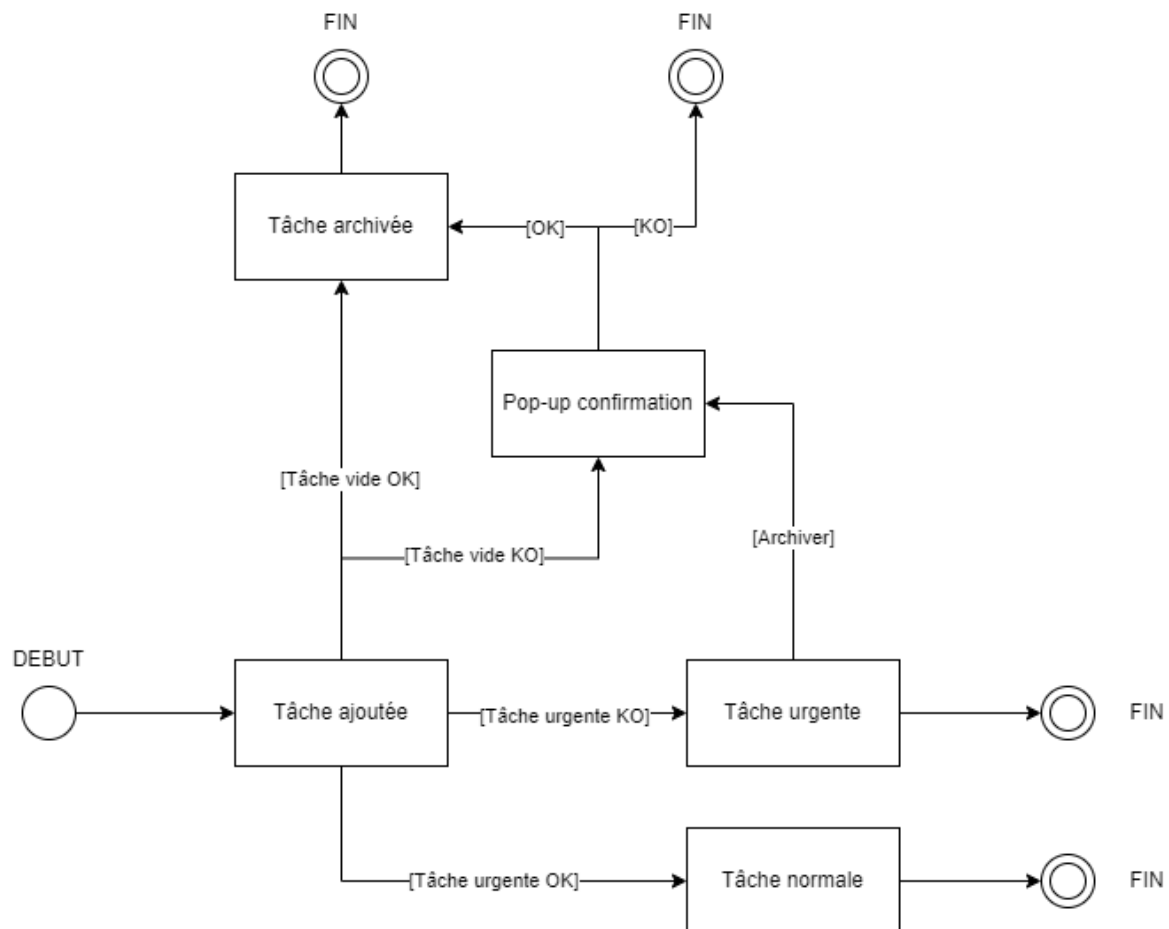 FIN
FIN
Tâche archivée
[OK]
[KO]
Pop-up confirmation
[Tâche vide OK]
[Archiver]
[Tâche vide KO]
DEBUT
Tâche ajoutée
[Tâche urgente KO]
Tâche urgente
FIN
[Tâche urgente OK]
Tâche normale
FIN